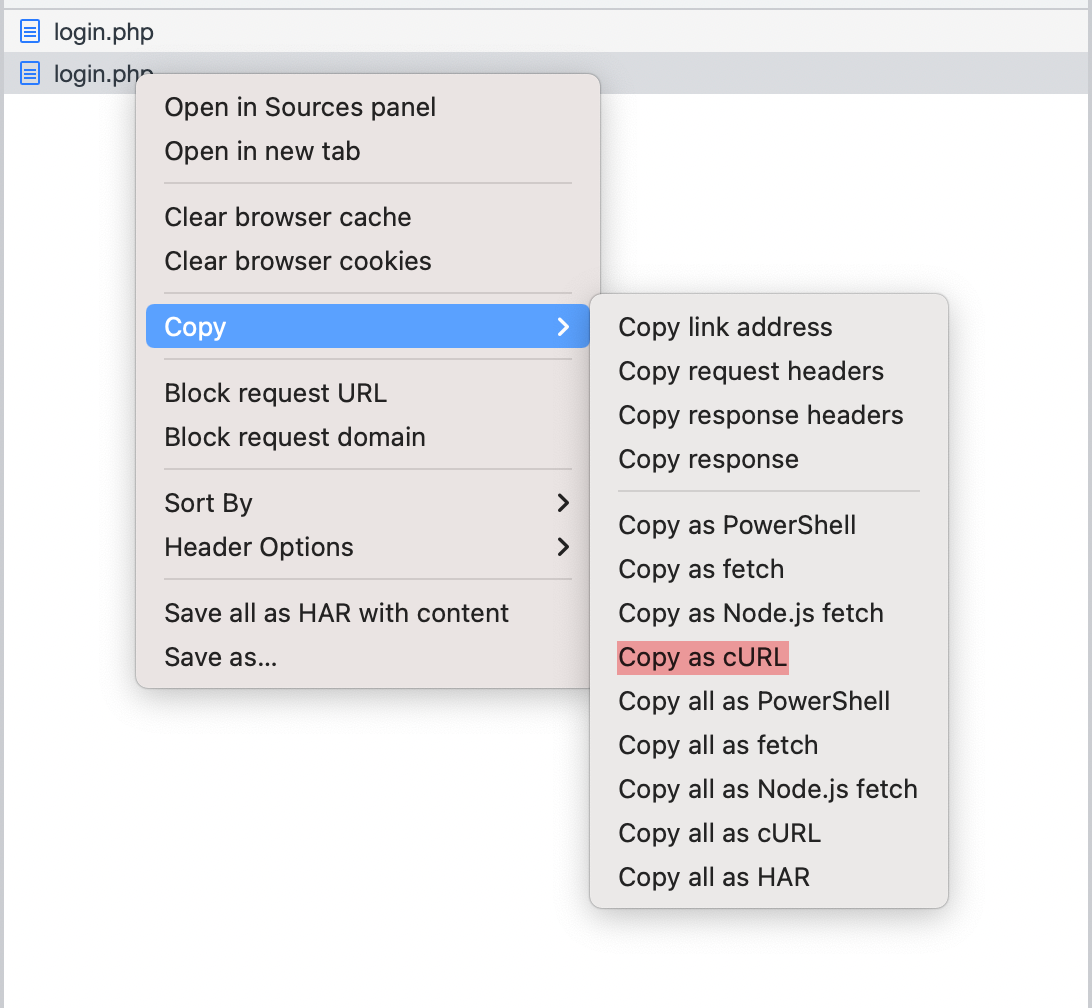 login.php
login.php
Open in Sources panel
Open in new tab
Clear browser cache
Clear browser cookies
Copy
Block request URL
Block request domain
Sort By
Header Options
Save all as HAR with content
Save as...
Copy link address
Copy request headers
Copy response headers
Copy response
Copy as PowerShell
Copy as fetch
Copy as Node.js fetch
Copy as cURL
Copy all as PowerShell
Copy all as fetch
Copy all as Node.js fetch
Copy all as cURL
Copy all as HAR